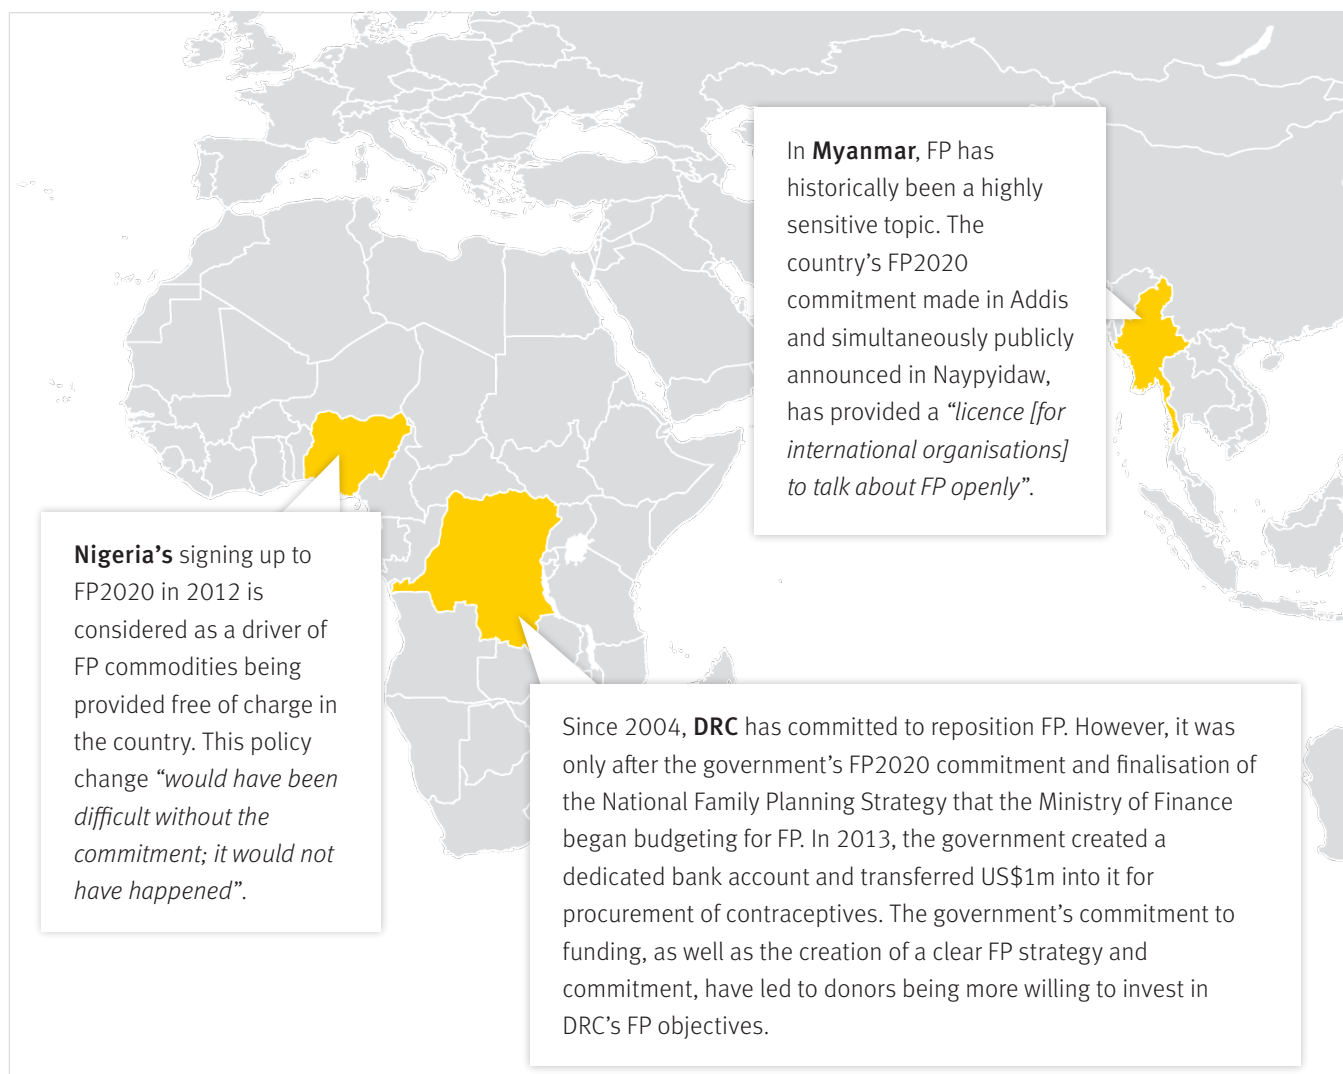 In Myanmar, FP has
historically been a highly
sensitive topic. The
country’s FP2020
commitment made in Addis
and simultaneously publicly
announced in Naypyidaw,
has provided a “licence [for
international organisations]
to talk about FP openly”.
Nigeria’s signing up to
FP2020 in 2012 is
considered as a driver of
FP commodities being
provided free of charge in
the country. This policy
change “would have been
difficult without the
commitment; it would not
have happened”.
Since 2004, DRC has committed to reposition FP. However, it was
only after the government’s FP2020 commitment and finalisation of
the National Family Planning Strategy that the Ministry of Finance
began budgeting for FP. In 2013, the government created a
dedicated bank account and transferred US$1m into it for
procurement of contraceptives. The government’s commitment to
funding, as well as the creation of a clear FP strategy and
commitment, have led to donors being more willing to invest in
DRC’s FP objectives.